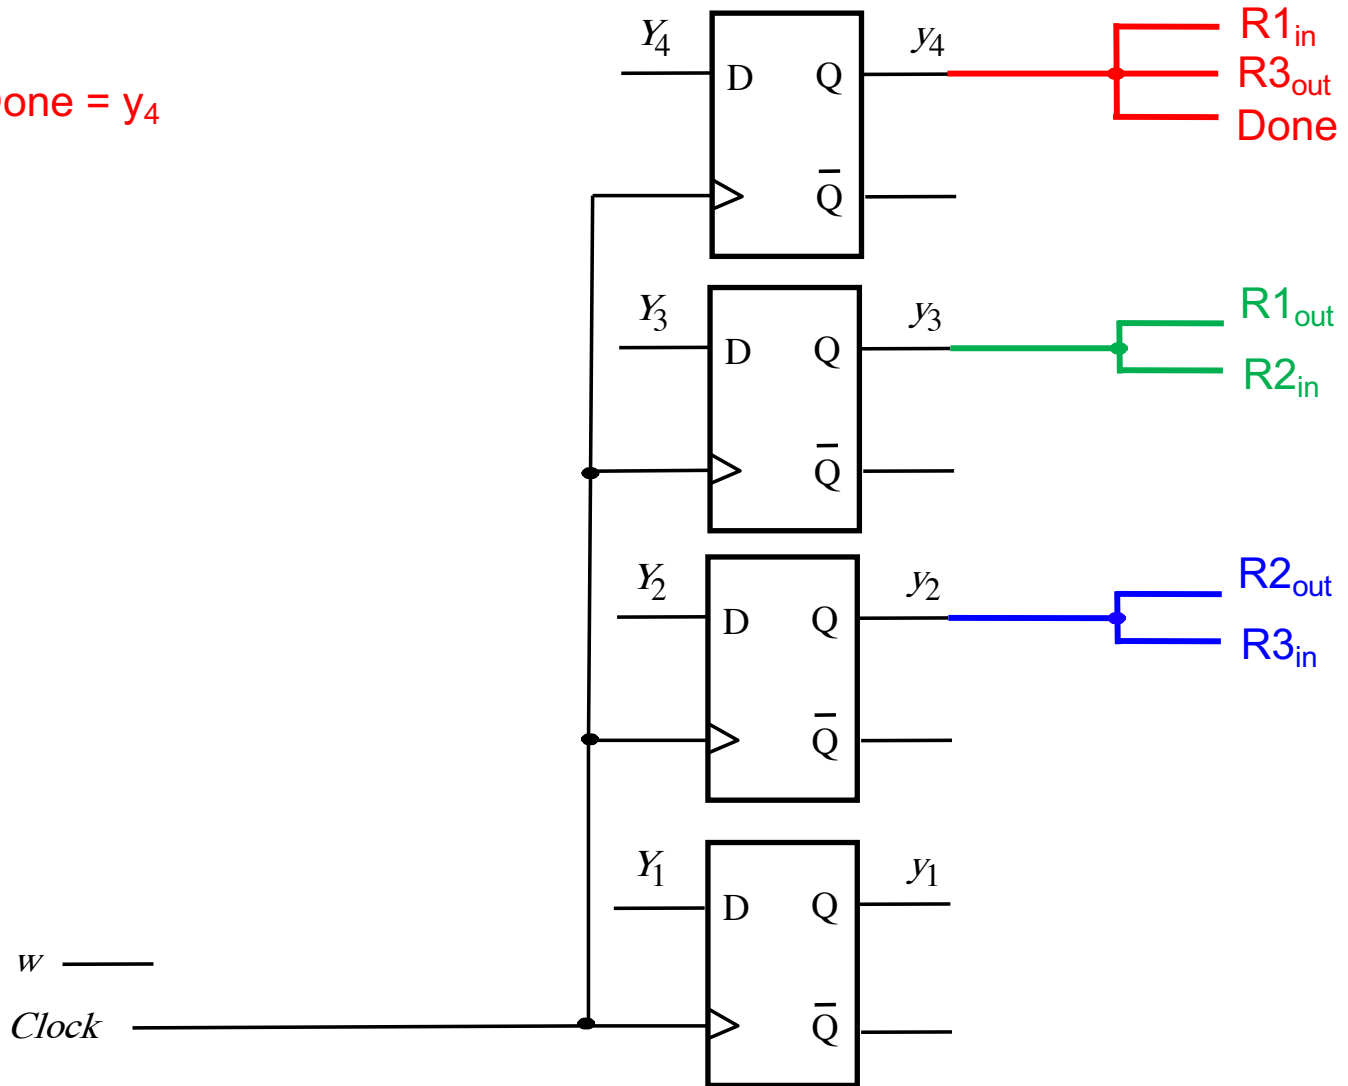 Y4 y4 R1in
D Q R3out
one = y4 Done
Q̅
Y3 y3 R1out
D Q R2in
Q̅
Y2 y2 R2out
D Q R3in
Q̅
Y1 y1
D Q
w
Clock Q̅